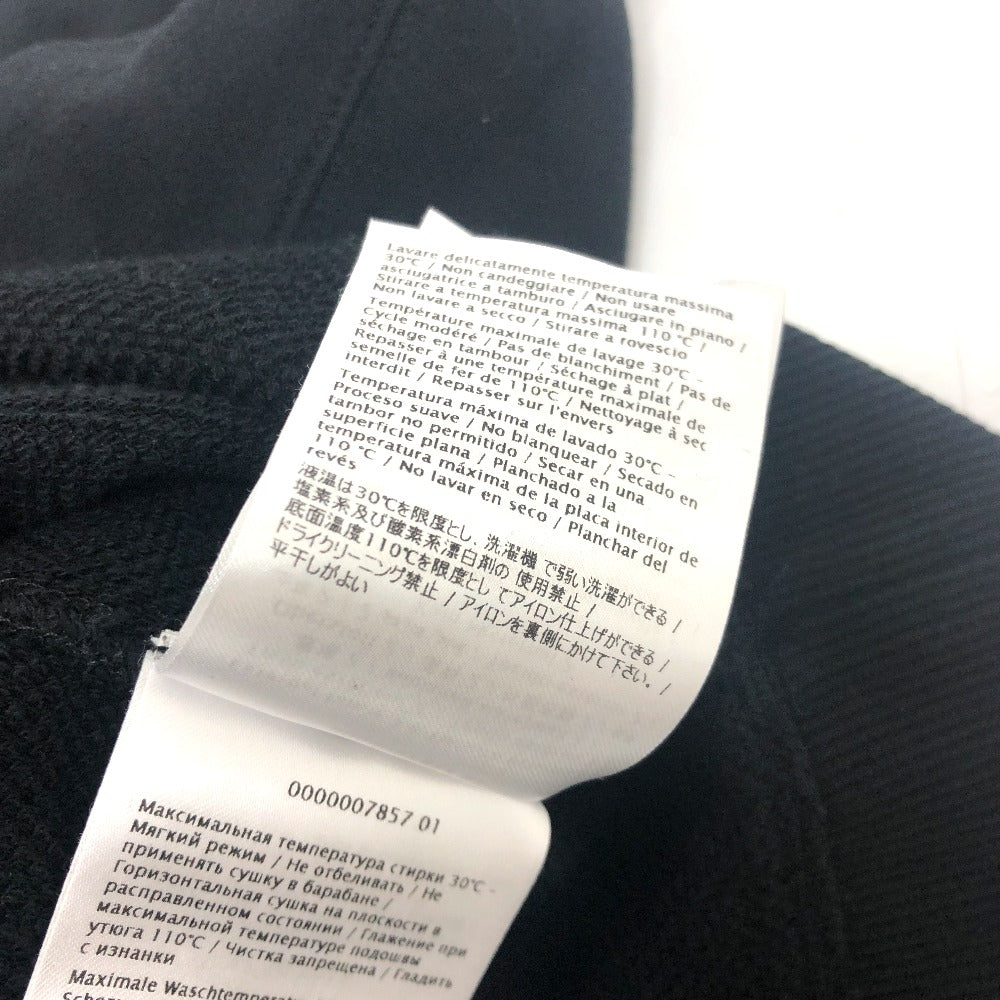 Lavare delicatamente temperatura massima
30°C / Non candeggiare / Non usare
asciugatrice a tamburo / Asciugare in piano /
Stirare a temperatura massima 110 °C /
Non lavare a secco / Stirare a rovescio
Température maximale de lavage 30°C -
Cycle modéré / Pas de blanchiment / Pas de
séchage en tambour / Séchage à plat /
Repasser à une température maximale de
semelle de fer de 110°C / Nettoyage à sec
interdit / Repasser sur l'envers
Temperatura máxima de lavado 30°C -
Proceso suave / No blanquear / Secado en
tambor no permitido / Secar en una
superficie plana / Planchado a la
temperatura máxima de la placa interior de
110 °C / No lavar en seco / Planchar del
revés
液温は30℃を限度とし、洗濯機 で弱い洗濯ができる /
塩素系及び酸素系漂白剤の 使用禁止 /
底面温度110℃を限度とし てアイロン仕上げができる /
ドライクリーニング禁止 / アイロンを裏側にかけて下さい。 /
平干しがよい
0000007857 01
Максимальная температура стирки 30°C -
Мягкий режим / Не отбеливать / Не
применять сушку в барабане /
Горизонтальная сушка на плоскости в
расправленном состоянии / Глажение при
максимальной температуре подошвы
утюга 110°C / Чистка запрещена / Гладить
с изнанки
Maximale